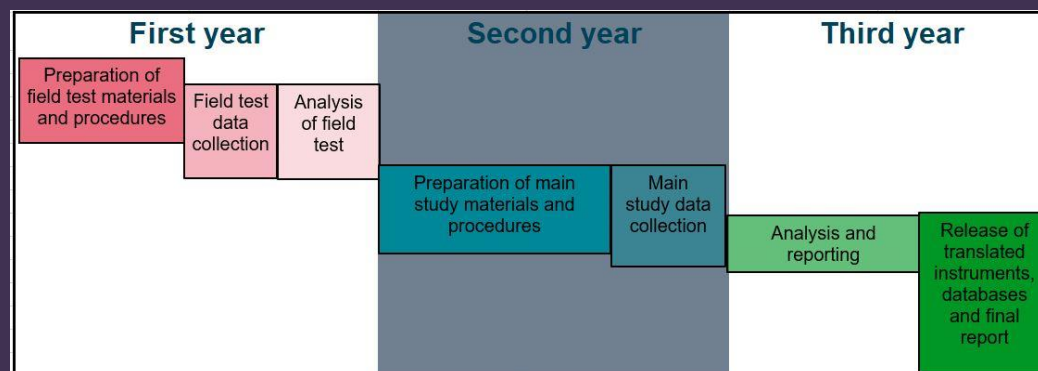 First year
Second year
Third year
Preparation of
field test materials
and procedures
Field test
data
collection
Analysis
of field
test
Preparation of main
study materials and
procedures
Main
study data
collection
Analysis and
reporting
Release of
translated
instruments,
databases
and final
report